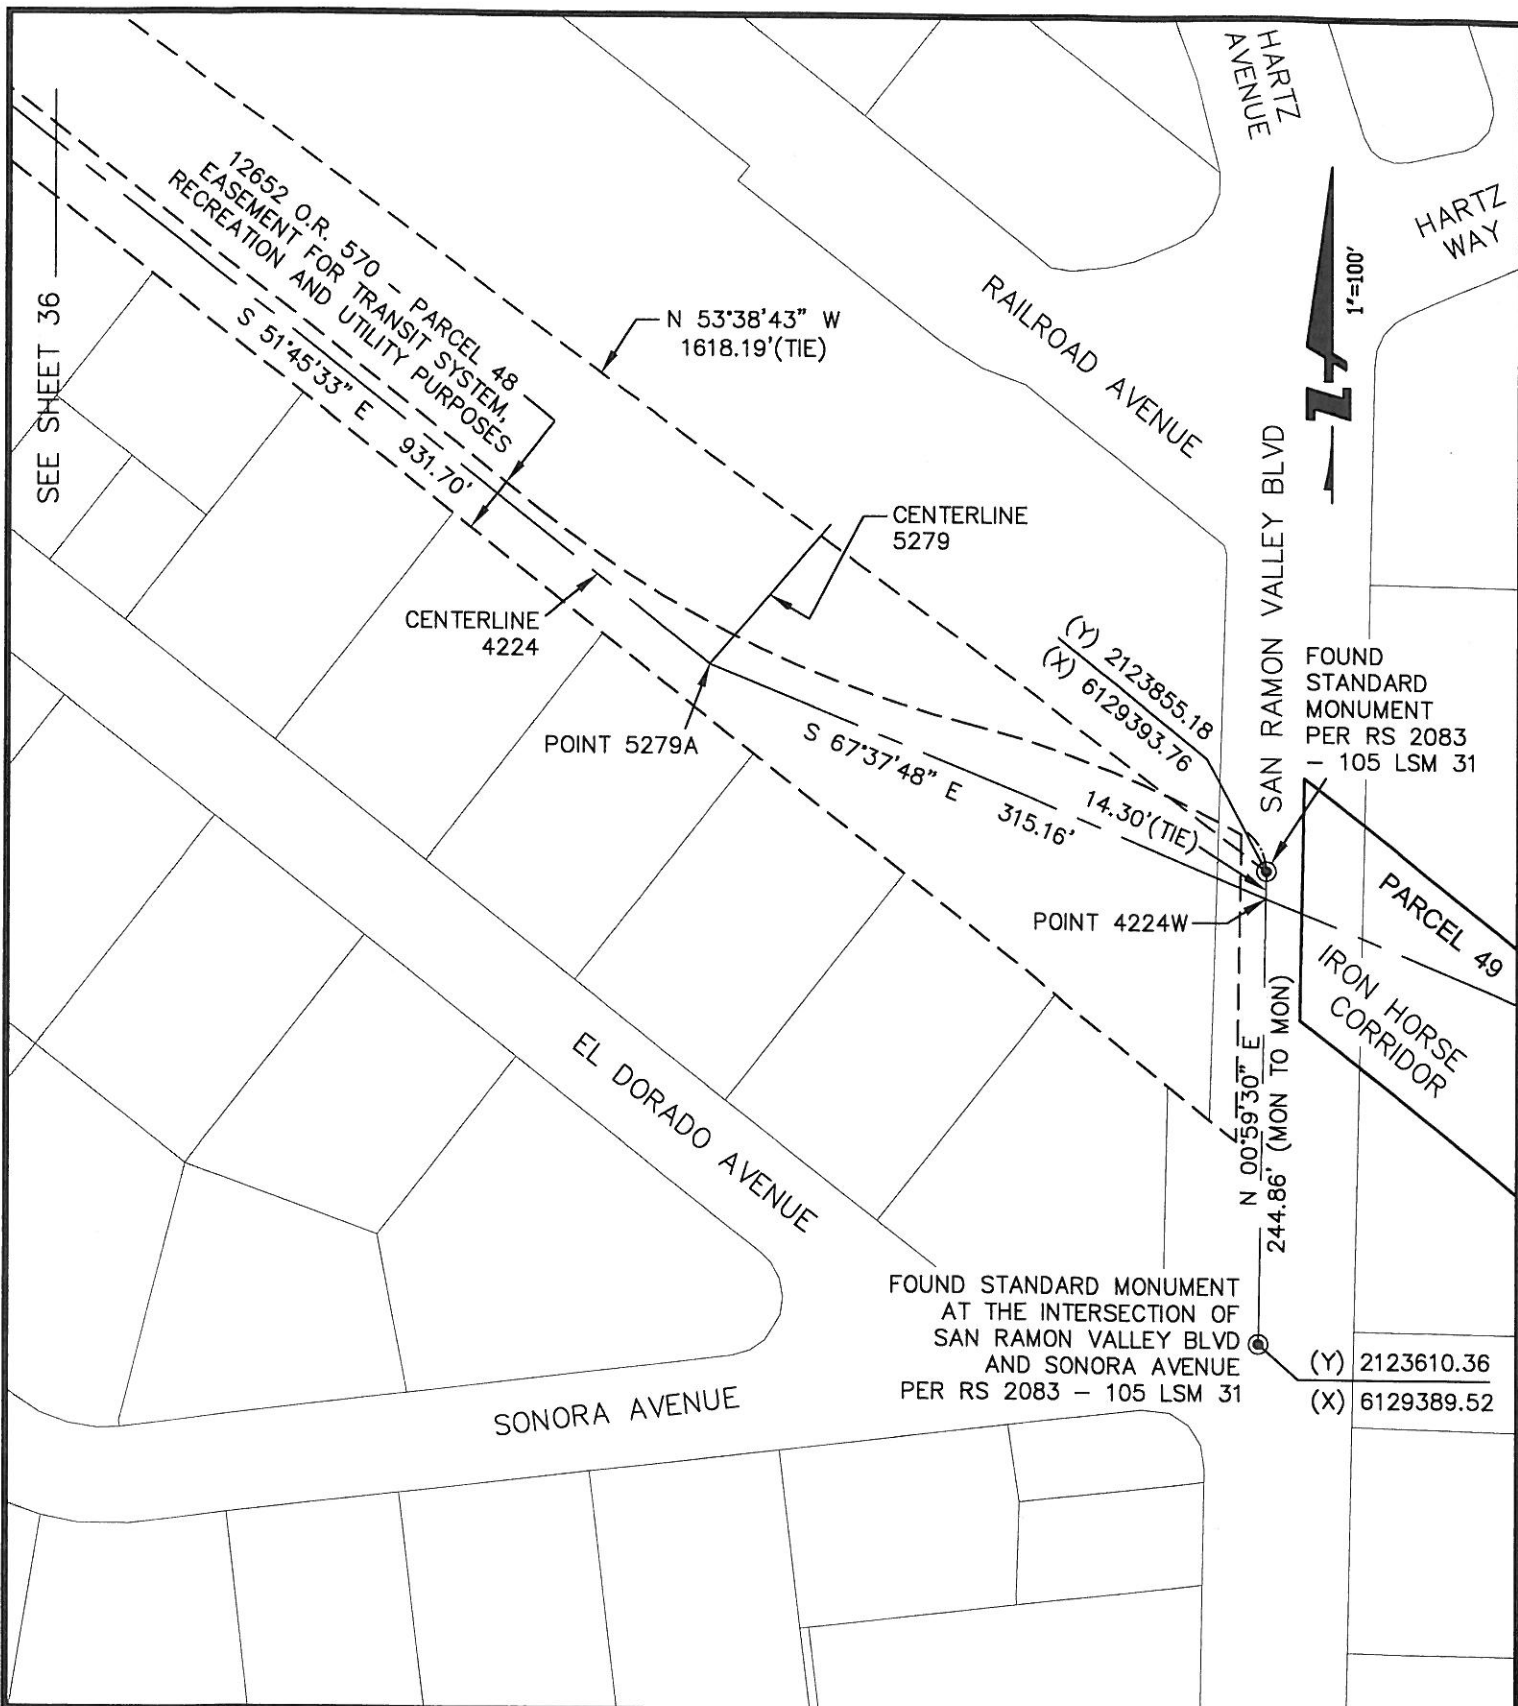 HARTZ
AVENUE
HARTZ
WAY
1"=100'
SEE SHEET 36
12652 O.R. 570 - PARCEL 48
EASEMENT FOR TRANSIT SYSTEM,
RECREATION AND UTILITY PURPOSES
S 51°45'33" E 931.70'
N 53°38'43" W
1618.19'(TIE)
RAILROAD AVENUE
CENTERLINE
5279
CENTERLINE
4224
POINT 5279A
SAN RAMON VALLEY BLVD
(Y) 2123855.18
(X) 6129393.76
FOUND
STANDARD
MONUMENT
PER RS 2083
- 105 LSM 31
S 67°37'48" E 315.16'
14.30'(TIE)
POINT 4224W
PARCEL 49
IRON HORSE
CORRIDOR
N 00°59'30" E
244.86' (MON TO MON)
EL DORADO AVENUE
FOUND STANDARD MONUMENT
AT THE INTERSECTION OF
SAN RAMON VALLEY BLVD
AND SONORA AVENUE
PER RS 2083 - 105 LSM 31
(Y) 2123610.36
(X) 6129389.52
SONORA AVENUE